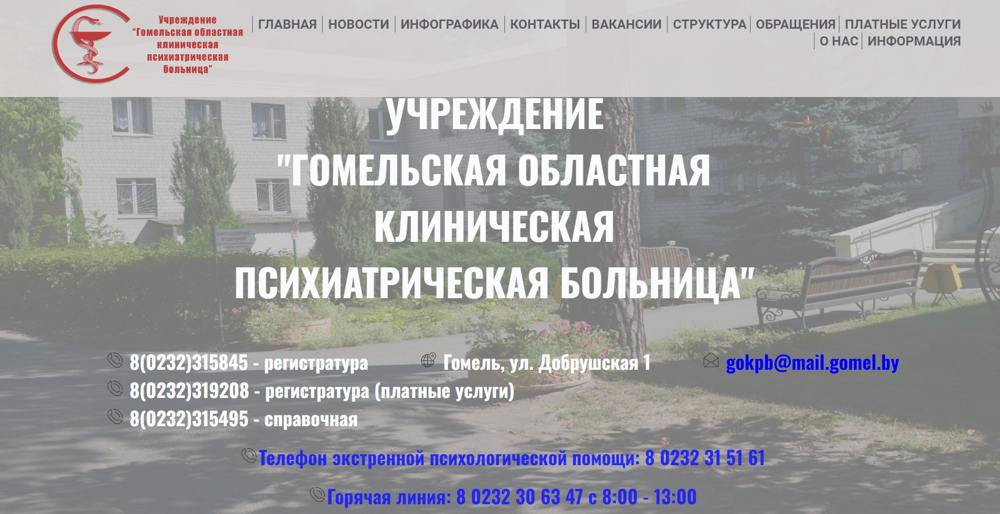 Учреждение
“Гомельская областная
клиническая
психиатрическая
больница”
ГЛАВНАЯ
НОВОСТИ
ИНФОГРАФИКА
КОНТАКТЫ
ВАКАНСИИ
СТРУКТУРА
ОБРАЩЕНИЯ
ПЛАТНЫЕ УСЛУГИ
О НАС
ИНФОРМАЦИЯ
УЧРЕЖДЕНИЕ
"ГОМЕЛЬСКАЯ ОБЛАСТНАЯ
КЛИНИЧЕСКАЯ
ПСИХИАТРИЧЕСКАЯ БОЛЬНИЦА"
ДИСПАНСЕРНОЕ
ОТДЕЛЕНИЕ
8(0232)315845 - регистратура
8(0232)319208 - регистратура (платные услуги)
8(0232)315495 - справочная
Гомель, ул. Добрушская 1
gokpb@mail.gomel.by
Телефон экстренной психологической помощи: 8 0232 31 51 61
Горячая линия: 8 0232 30 63 47 с 8:00 - 13:00